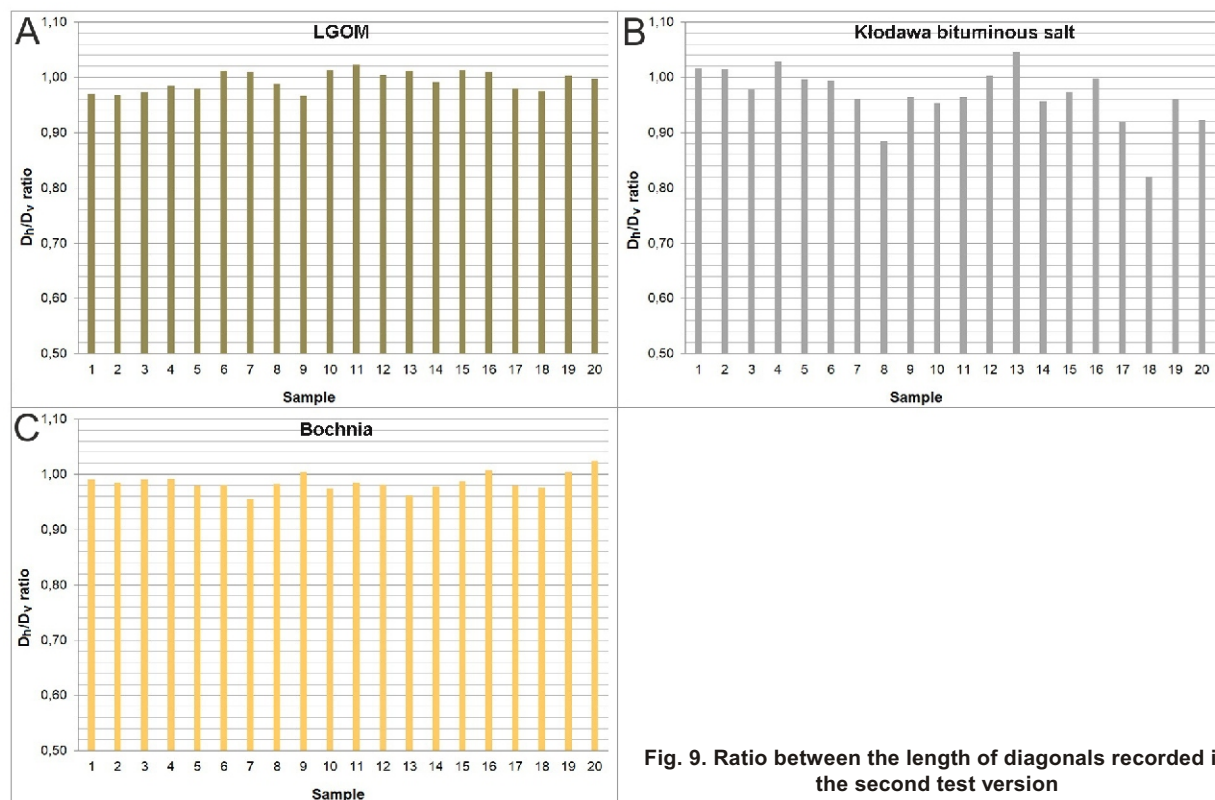 A
LGOM
1,10
1,00
0,90
0,80
0,70
0,60
0,50
Dh/Dv ratio
1 2 3 4 5 6 7 8 9 10 11 12 13 14 15 16 17 18 19 20
Sample
B
Kłodawa bituminous salt
1,10
1,00
0,90
0,80
0,70
0,60
0,50
Dh/Dv ratio
1 2 3 4 5 6 7 8 9 10 11 12 13 14 15 16 17 18 19 20
Sample
C
Bochnia
1,10
1,00
0,90
0,80
0,70
0,60
0,50
Dh/Dv ratio
1 2 3 4 5 6 7 8 9 10 11 12 13 14 15 16 17 18 19 20
Sample
Fig. 9. Ratio between the length of diagonals recorded i
the second test version